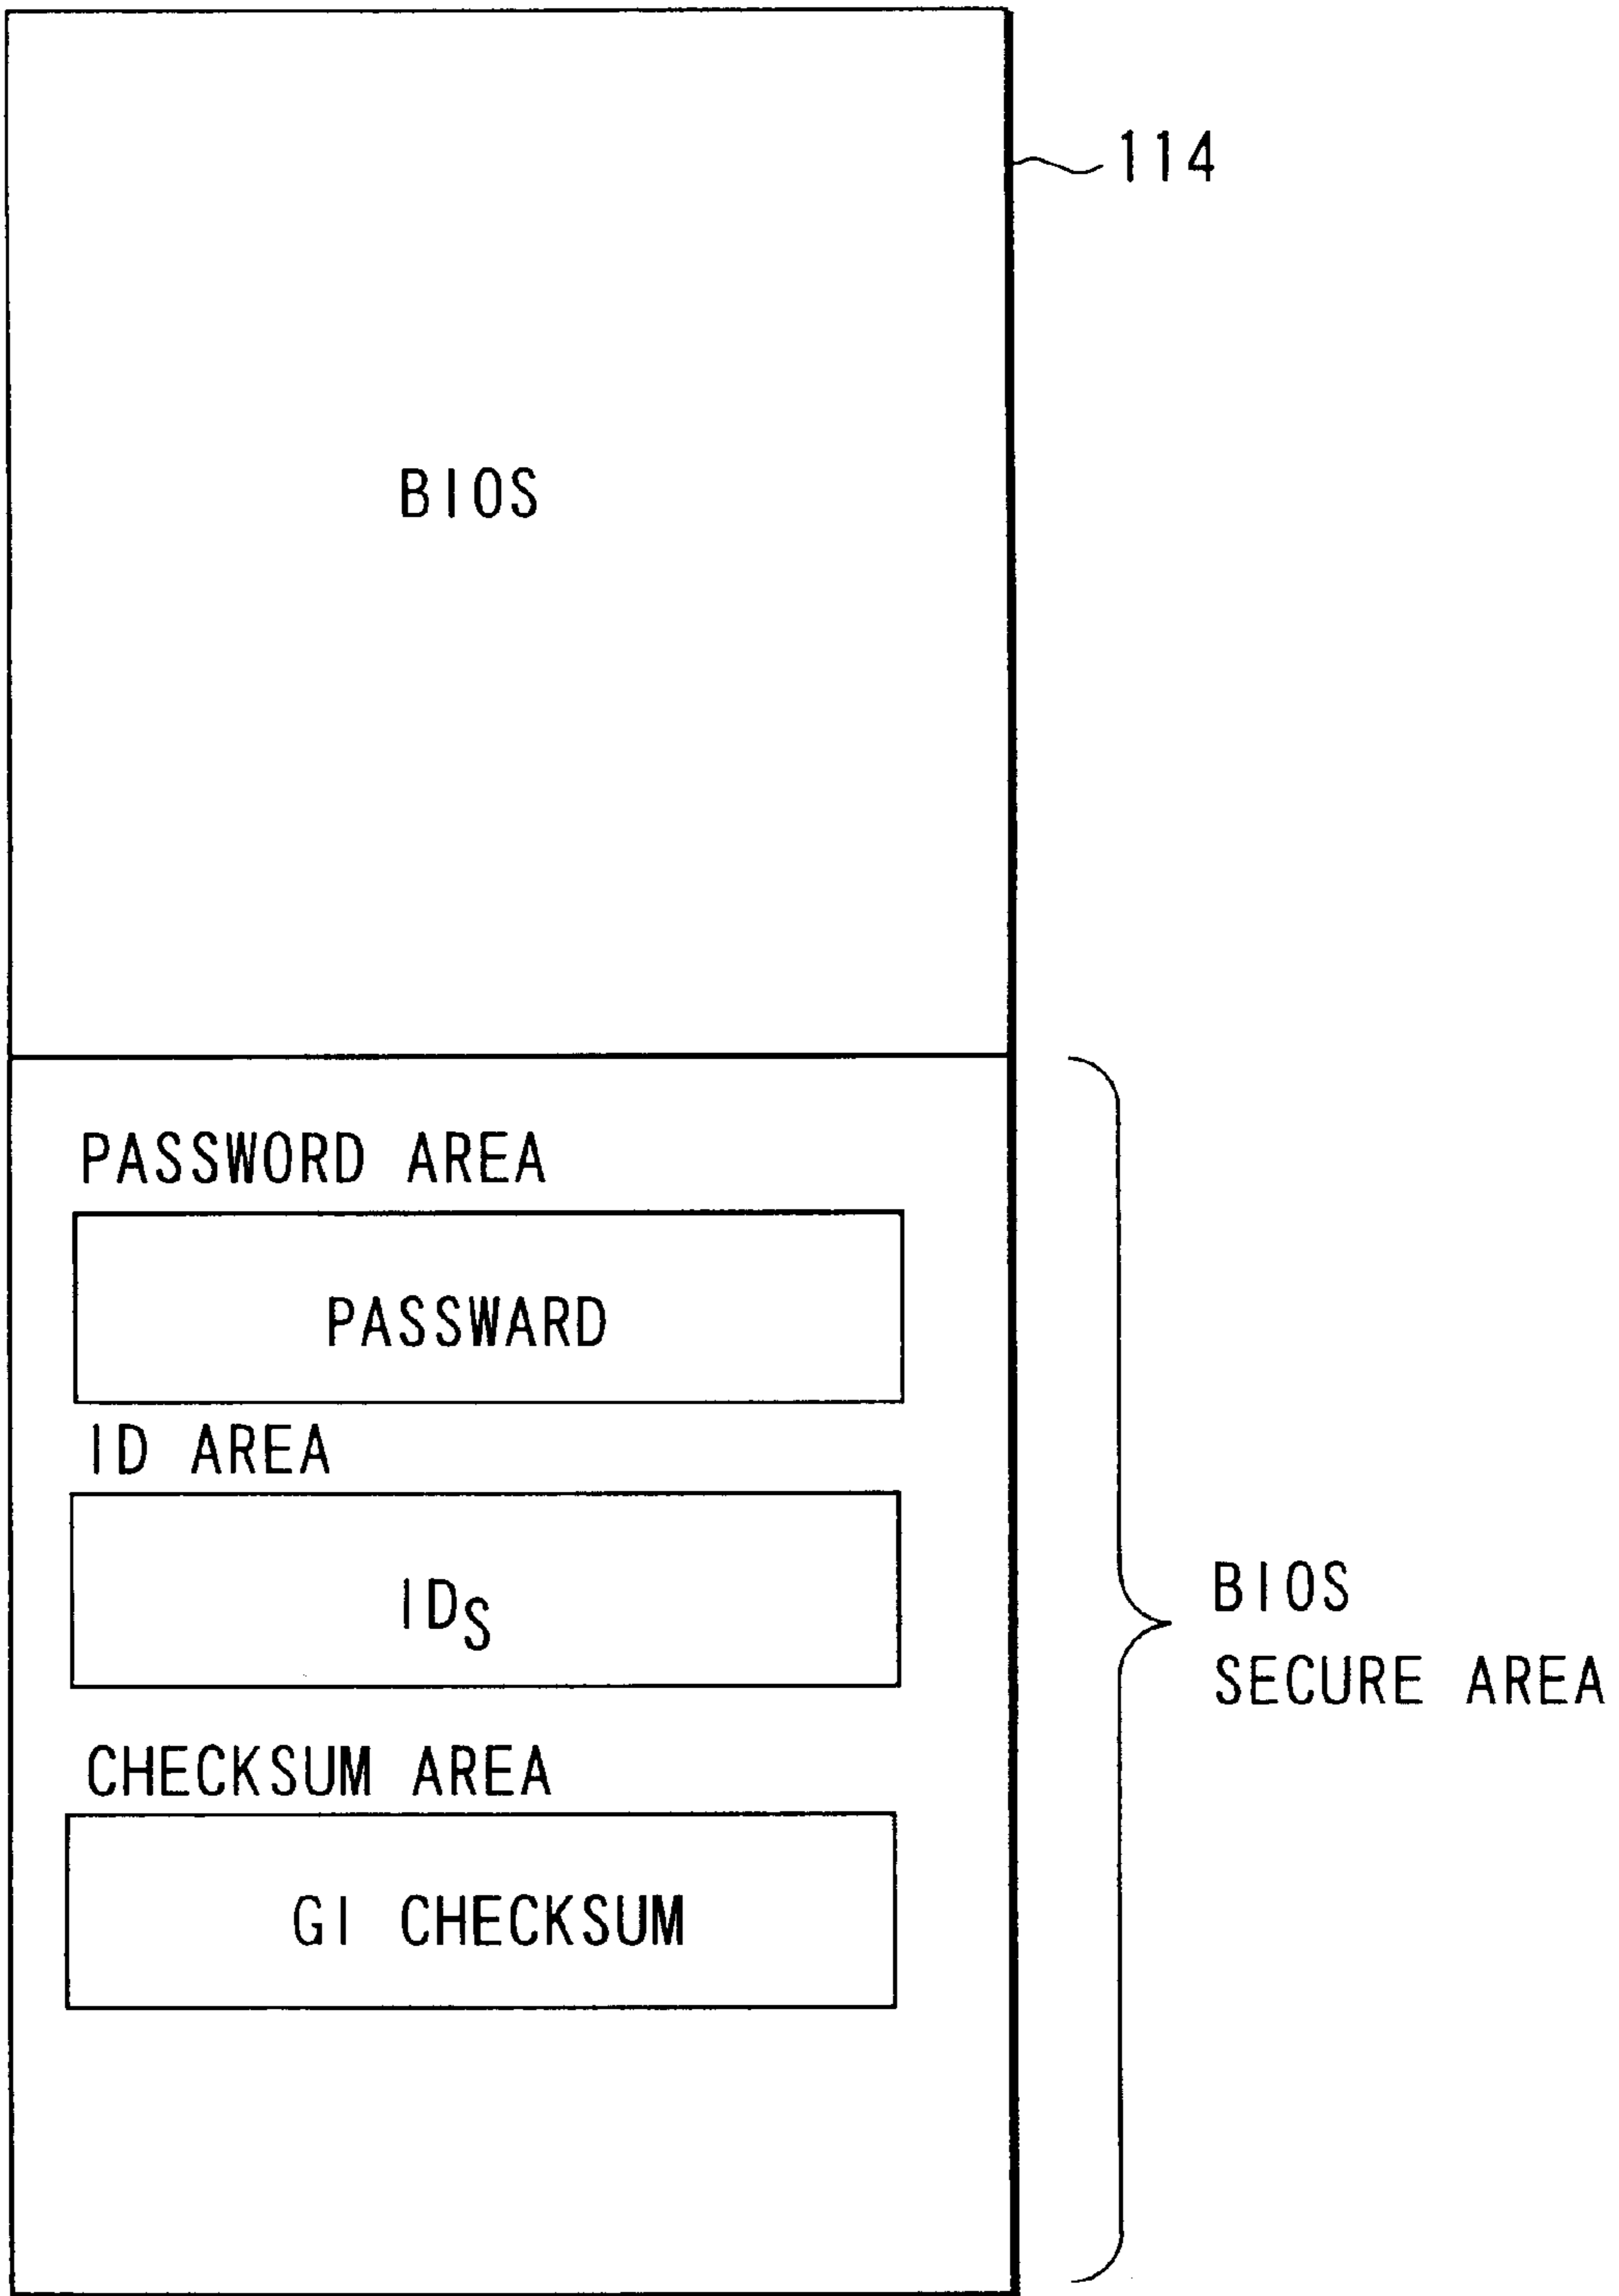 114
BIOS
PASSWORD AREA
PASSWARD
ID AREA
IDS
BIOS
SECURE AREA
CHECKSUM AREA
GI CHECKSUM